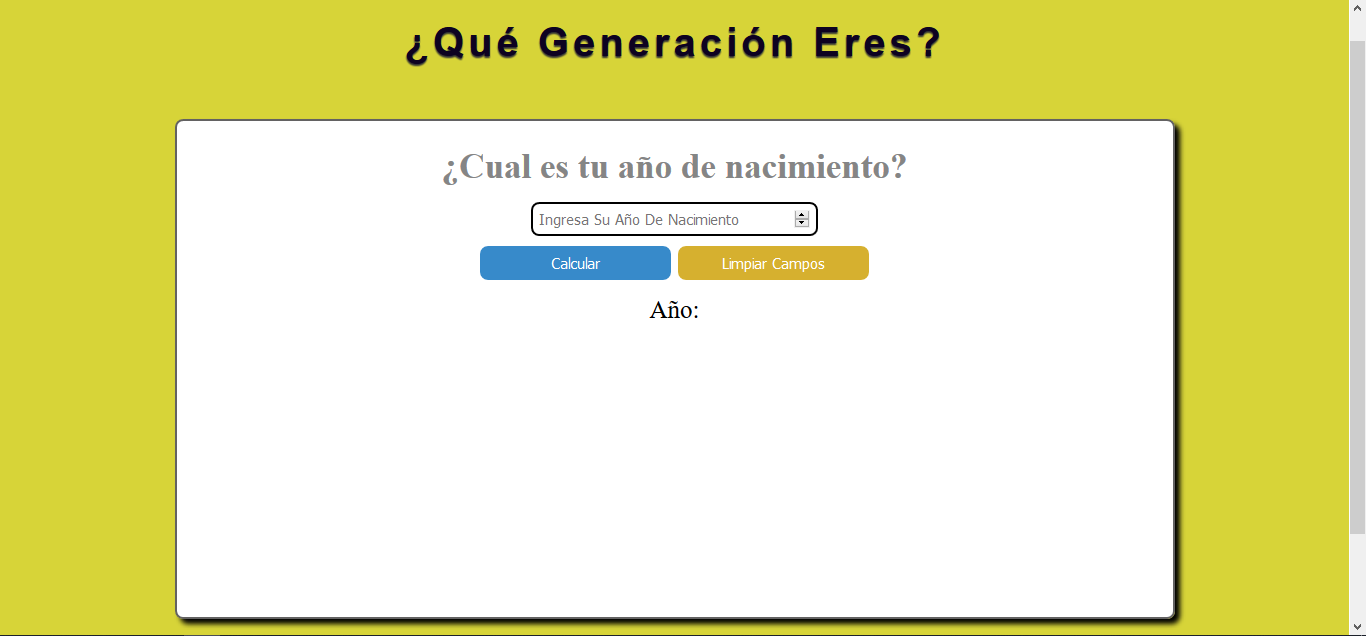 ¿Qué Generación Eres?
¿Cual es tu año de nacimiento?
Ingresa Su Año De Nacimiento
Calcular Limpiar Campos
Año: